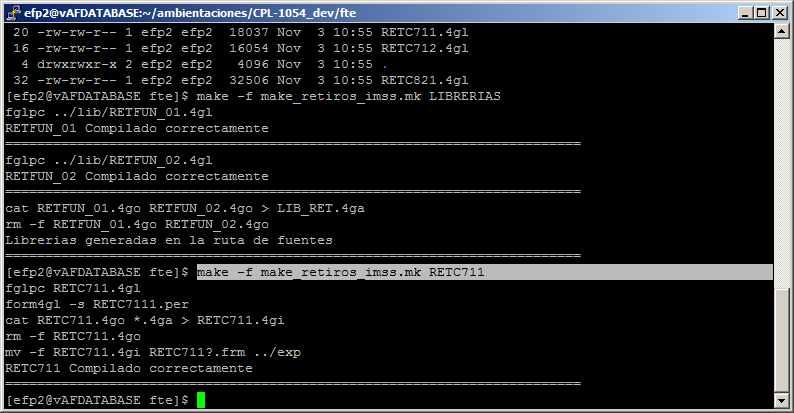 efp2@vAFDATABASE:~/ambientaciones/CPL-1054_dev/fte
20 -rw-rw-r-- 1 efp2 efp2 18037 Nov 3 10:55 RETC711.4gl
16 -rw-rw-r-- 1 efp2 efp2 16054 Nov 3 10:55 RETC712.4gl
4 drwxrwxr-x 2 efp2 efp2 4096 Nov 3 10:55 .
32 -rw-rw-r-- 1 efp2 efp2 32506 Nov 3 10:55 RETC821.4gl
[efp2@vAFDATABASE fte]$ make -f make_retiros_imss.mk LIBRERIAS
fglpc ../lib/RETFUN_01.4gl
RETFUN_01 Compilado correctamente
========================================================================
fglpc ../lib/RETFUN_02.4gl
RETFUN_02 Compilado correctamente
========================================================================
cat RETFUN_01.4go RETFUN_02.4go > LIB_RET.4ga
rm -f RETFUN_01.4go RETFUN_02.4go
Librerias generadas en la ruta de fuentes
========================================================================
[efp2@vAFDATABASE fte]$ make -f make_retiros_imss.mk RETC711
fglpc RETC711.4gl
form4gl -s RETC7111.per
cat RETC711.4go *.4ga > RETC711.4gi
rm -f RETC711.4go
mv -f RETC711.4gi RETC711?.frm ../exp
RETC711 Compilado correctamente
========================================================================
[efp2@vAFDATABASE fte]$